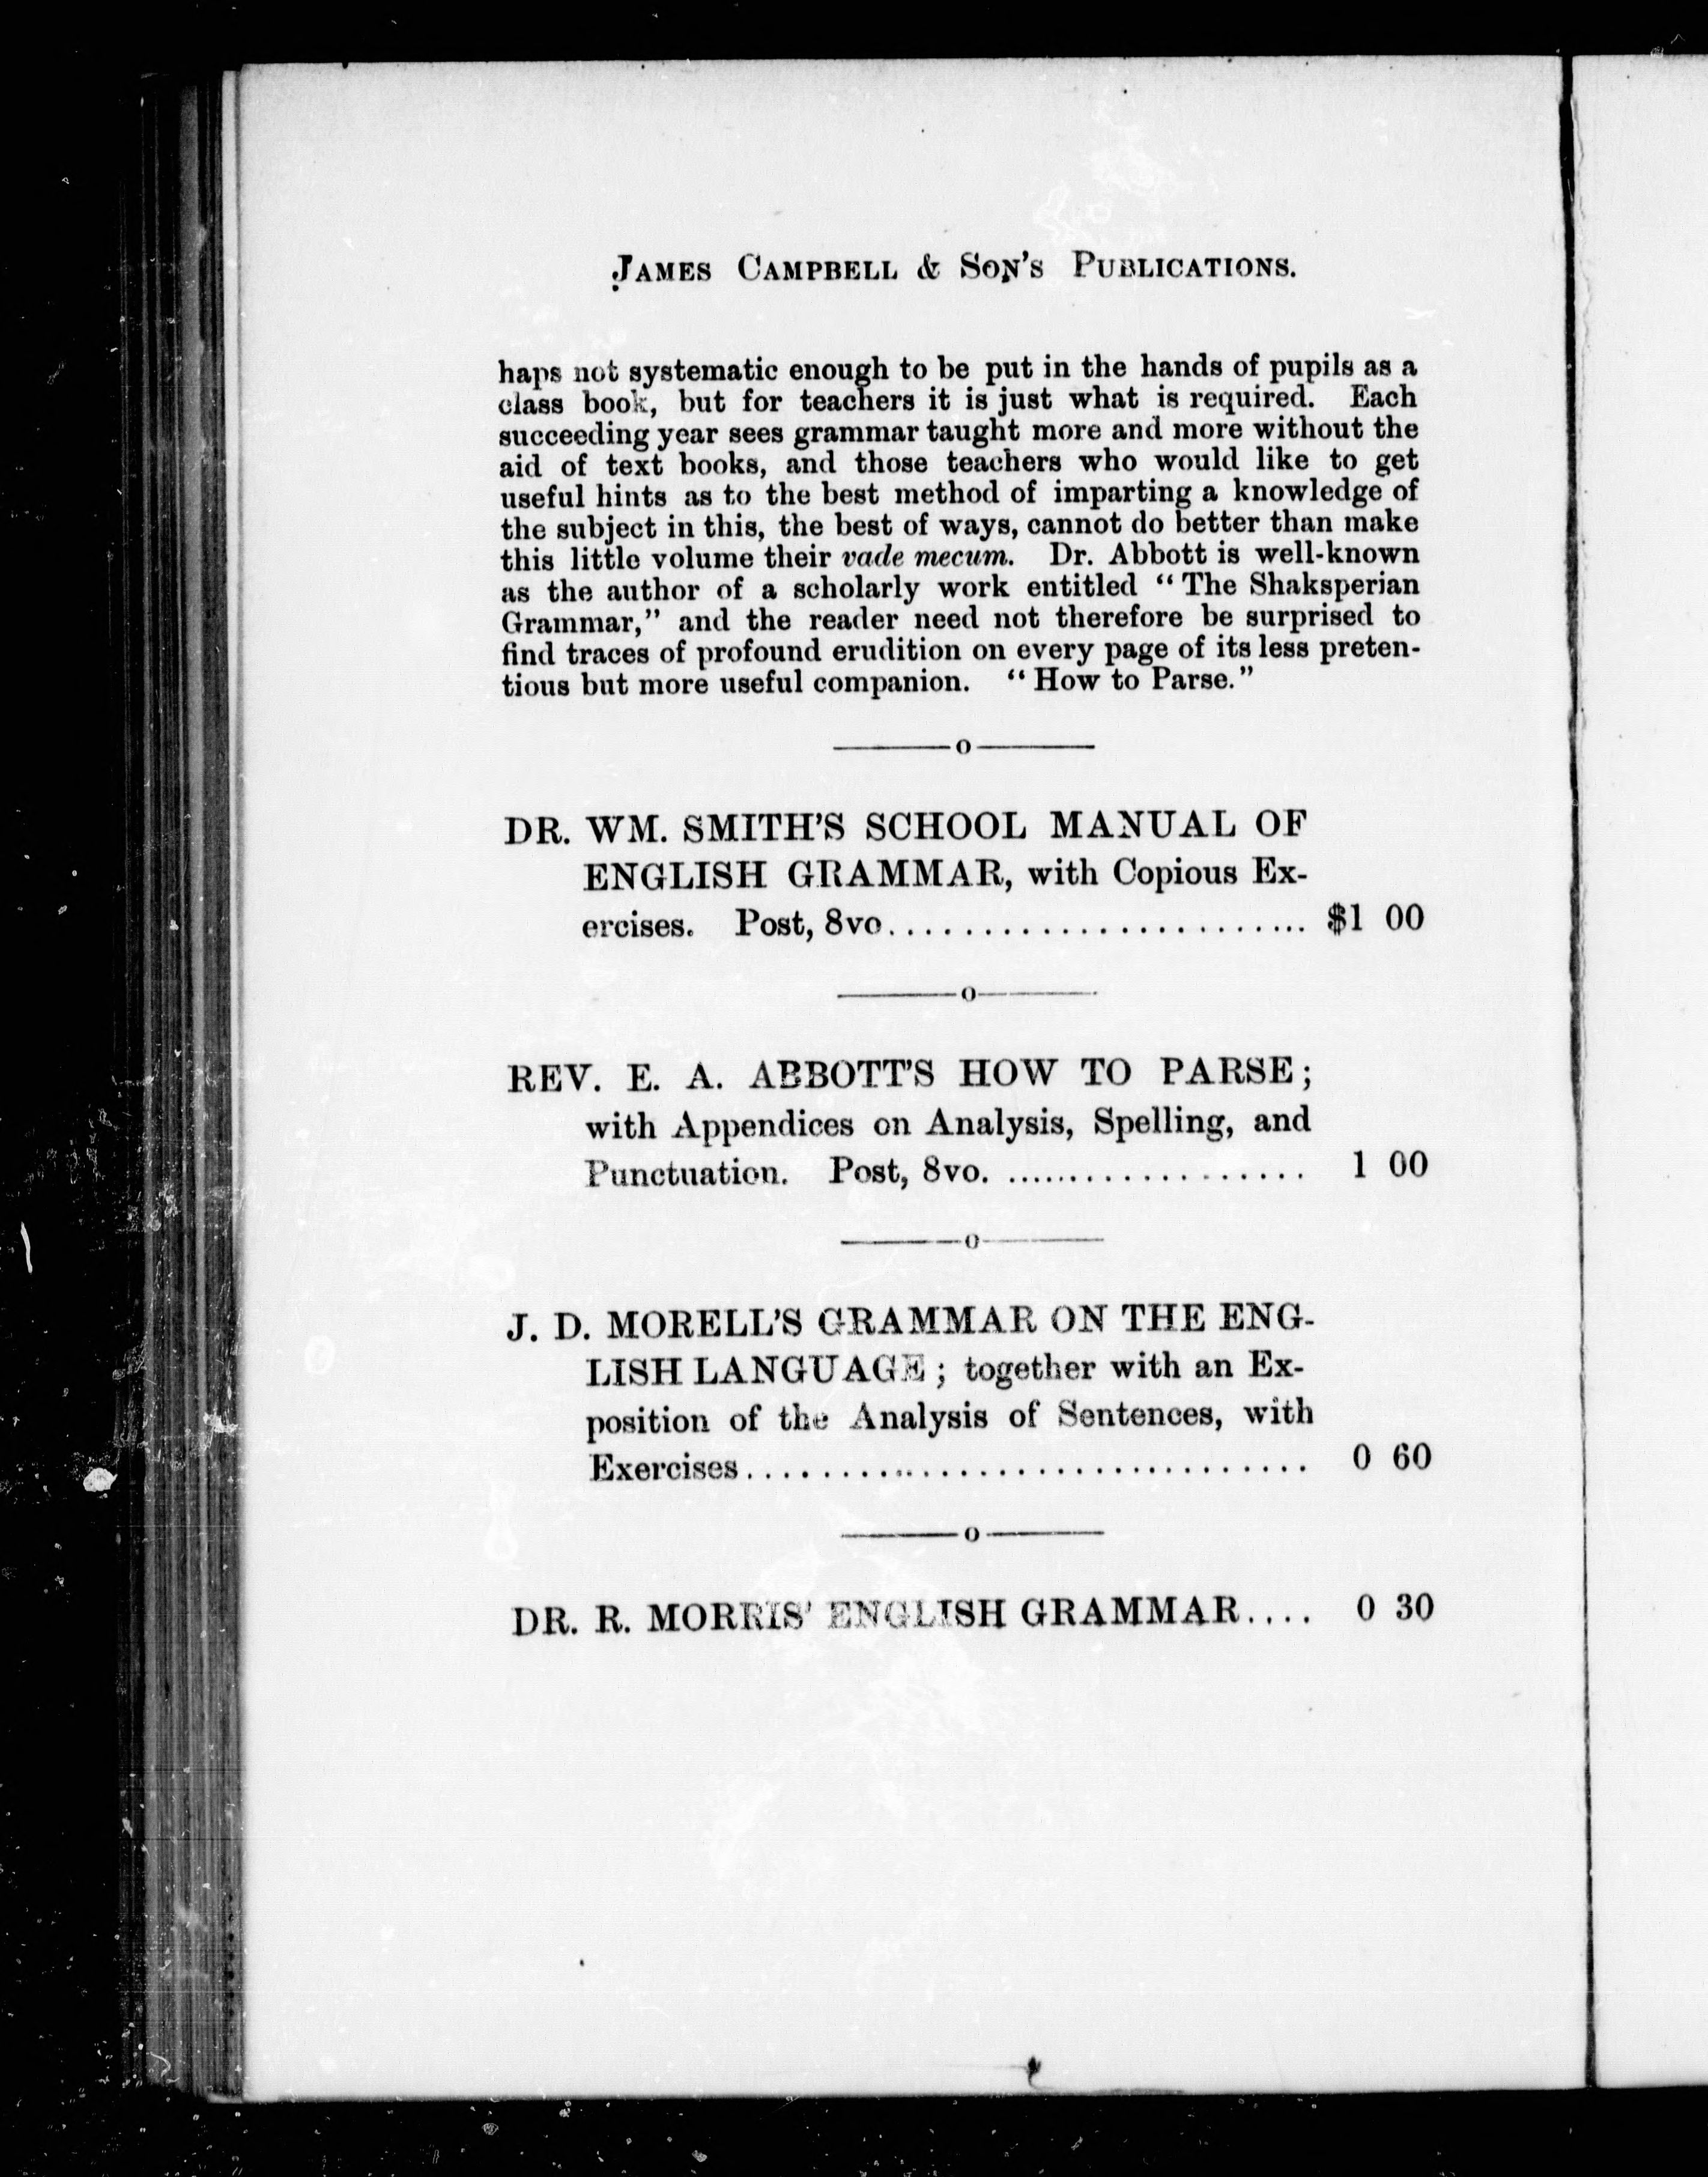 James Campbell & Son's Publications.
haps not systematic enough to be put in the hands of pupils as a
class book, but for teachers it is just what is required. Each
succeeding year sees grammar taught more and more without the
aid of text books, and those teachers who would like to get
useful hints as to the best method of imparting a knowledge of
the subject in this, the best of ways, cannot do better than make
this little volume their vade mecum. Dr. Abbott is well-known
as the author of a scholarly work entitled "The Shaksperian
Grammar," and the reader need not therefore be surprised to
find traces of profound erudition on every page of its less preten-
tious but more useful companion. "How to Parse."
———o———
DR. WM. SMITH'S SCHOOL MANUAL OF
ENGLISH GRAMMAR, with Copious Ex-
ercises. Post, 8vo........................ $1 00
———o———
REV. E. A. ABBOTT'S HOW TO PARSE;
with Appendices on Analysis, Spelling, and
Punctuation. Post, 8vo. ................. 1 00
———o———
J. D. MORELL'S GRAMMAR ON THE ENG-
LISH LANGUAGE; together with an Ex-
position of the Analysis of Sentences, with
Exercises................................ 0 60
———o———
DR. R. MORRIS' ENGLISH GRAMMAR.... 0 30